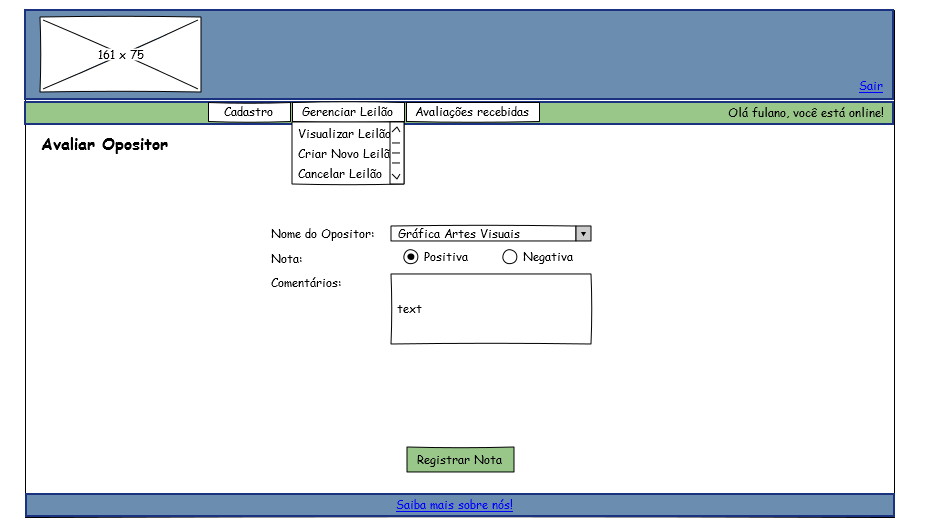 161 x 75
Sair
Cadastro Gerenciar Leilão Avaliações recebidas Olá fulano, você está online!
Visualizar Leilão
Criar Novo Leilã
Cancelar Leilão
Avaliar Opositor
Nome do Opositor: Gráfica Artes Visuais
Nota: Positiva Negativa
Comentários:
text
Registrar Nota
Saiba mais sobre nós!